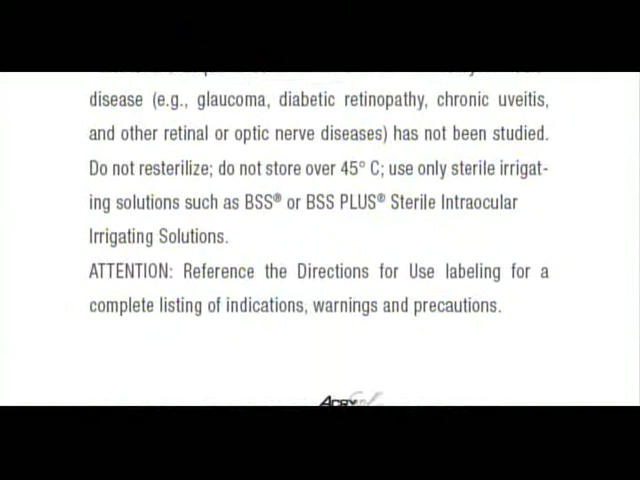 disease (e.g., glaucoma, diabetic retinopathy, chronic uveitis,
and other retinal or optic nerve diseases) has not been studied.
Do not resterilize; do not store over 45° C; use only sterile irrigat-
ing solutions such as BSS® or BSS PLUS® Sterile Intraocular
Irrigating Solutions.
ATTENTION: Reference the Directions for Use labeling for a
complete listing of indications, warnings and precautions.